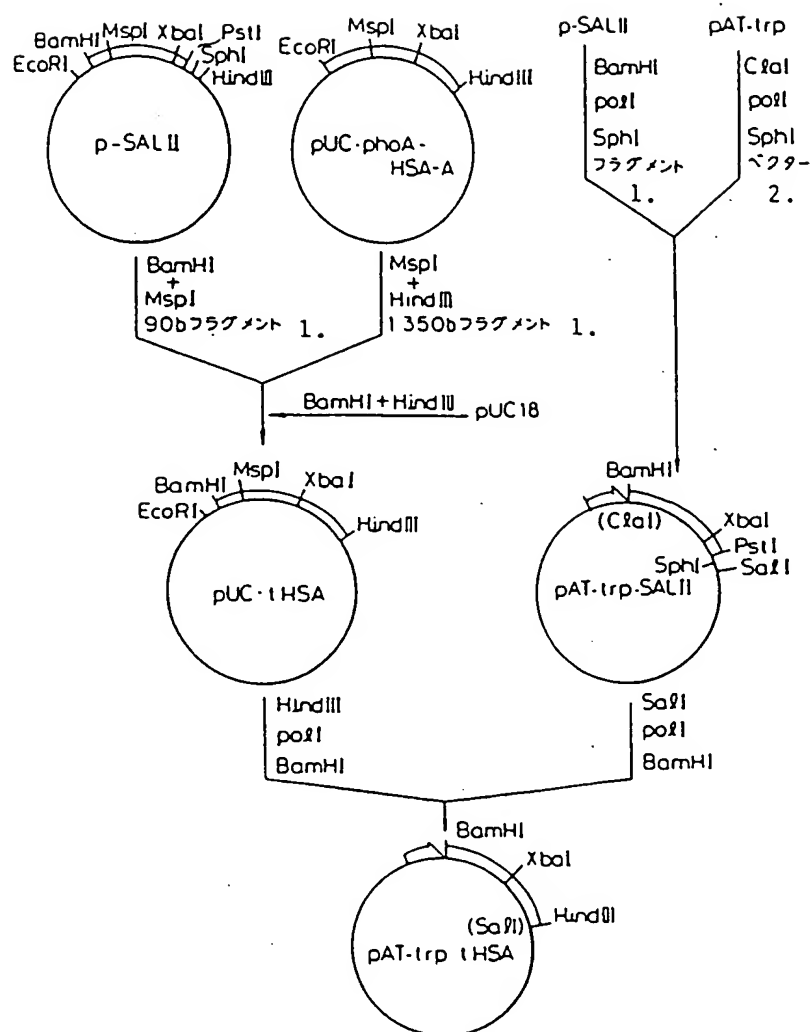 BamHI
MspI
XbaI
PstI
SphI
HindIII
EcoRI
p-SALII
MspI
XbaI
EcoRI
HindIII
pUC·phoA-
HSA-A
p-SALII
BamHI
polI
SphI
フラグメント
1.
pAT-trp
ClaI
polI
SphI
ベクター
2.
BamHI
+
MspI
90bフラグメント 1.
MspI
+
HindIII
1350bフラグメント 1.
BamHI+HindIII
pUC18
BamHI
MspI
XbaI
EcoRI
HindIII
pUC·tHSA
BamHI
(ClaI)
XbaI
PstI
SphI
SalI
pAT-trp-SALII
HindIII
polI
BamHI
SalI
polI
BamHI
BamHI
XbaI
(SalI)
HindIII
pAT-trp tHSA